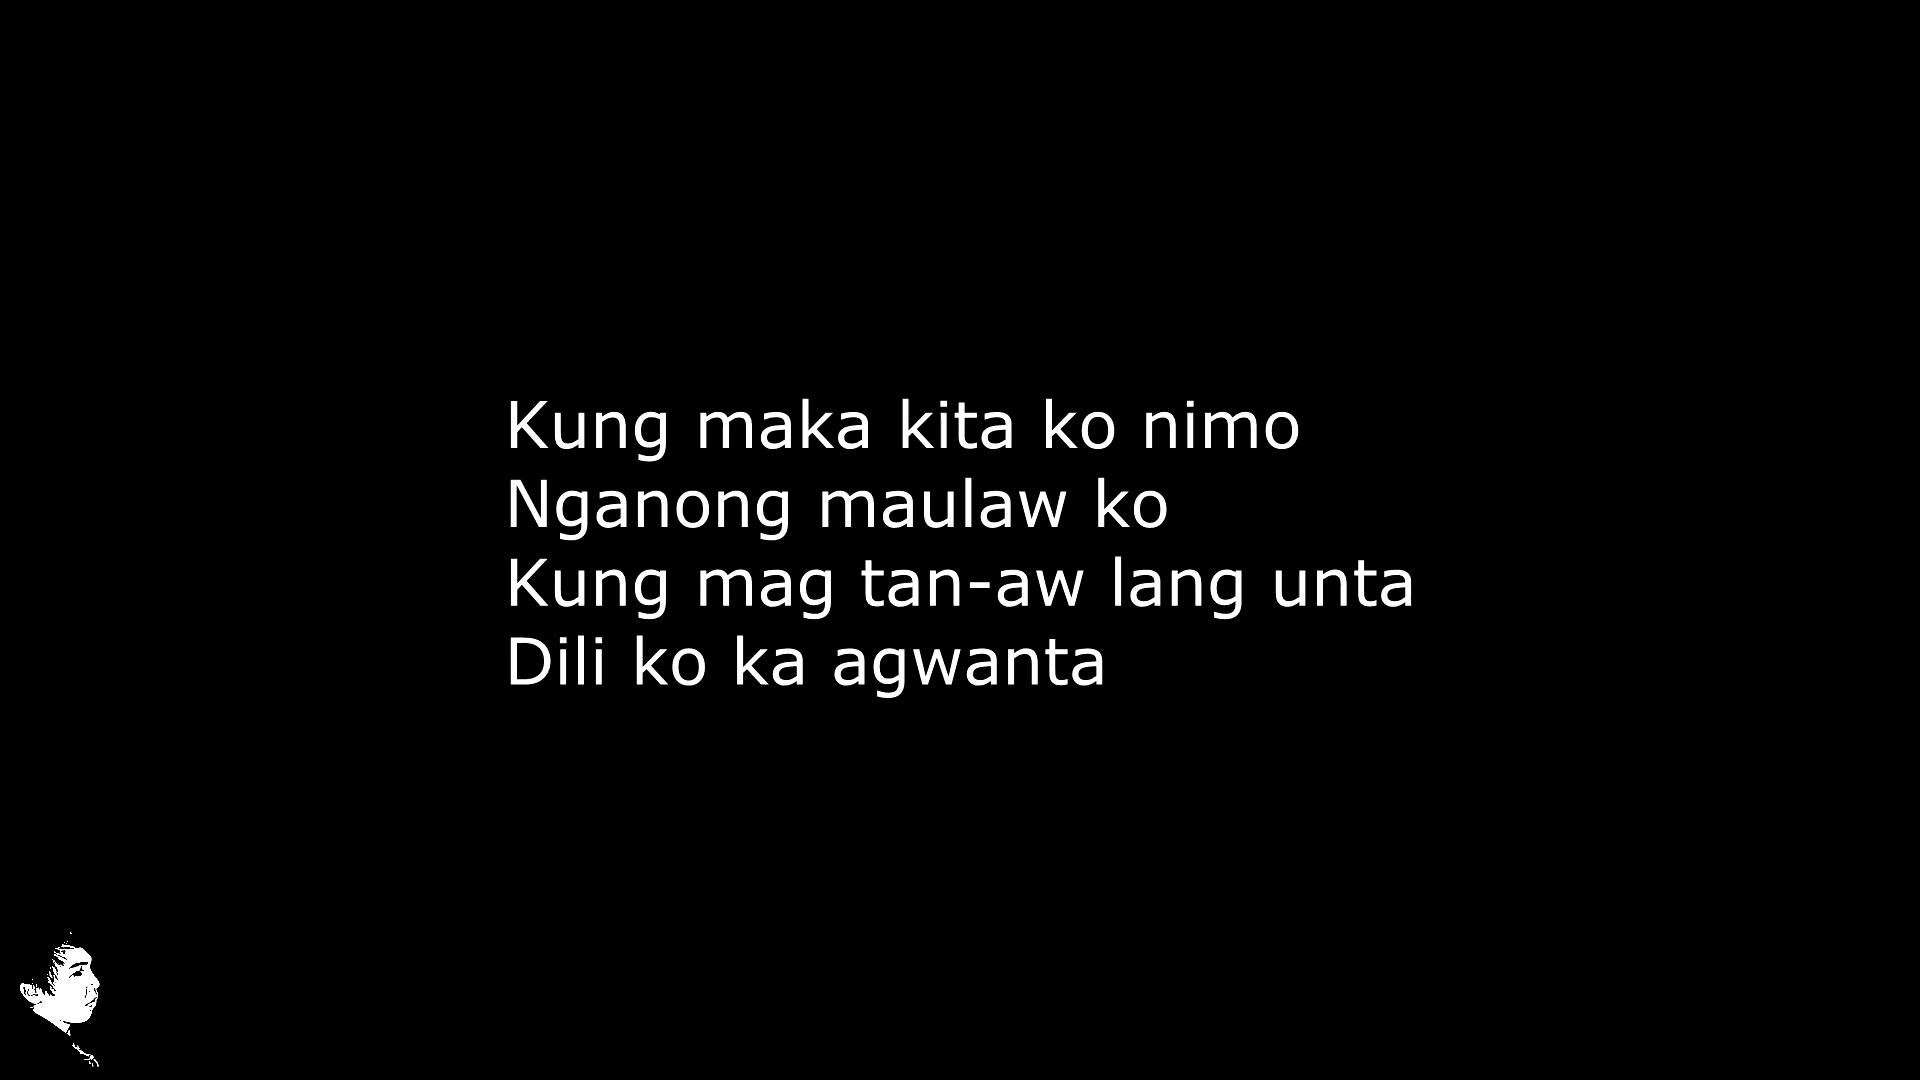 Kung maka kita ko nimo
Nganong maulaw ko
Kung mag tan-aw lang unta
Dili ko ka agwanta